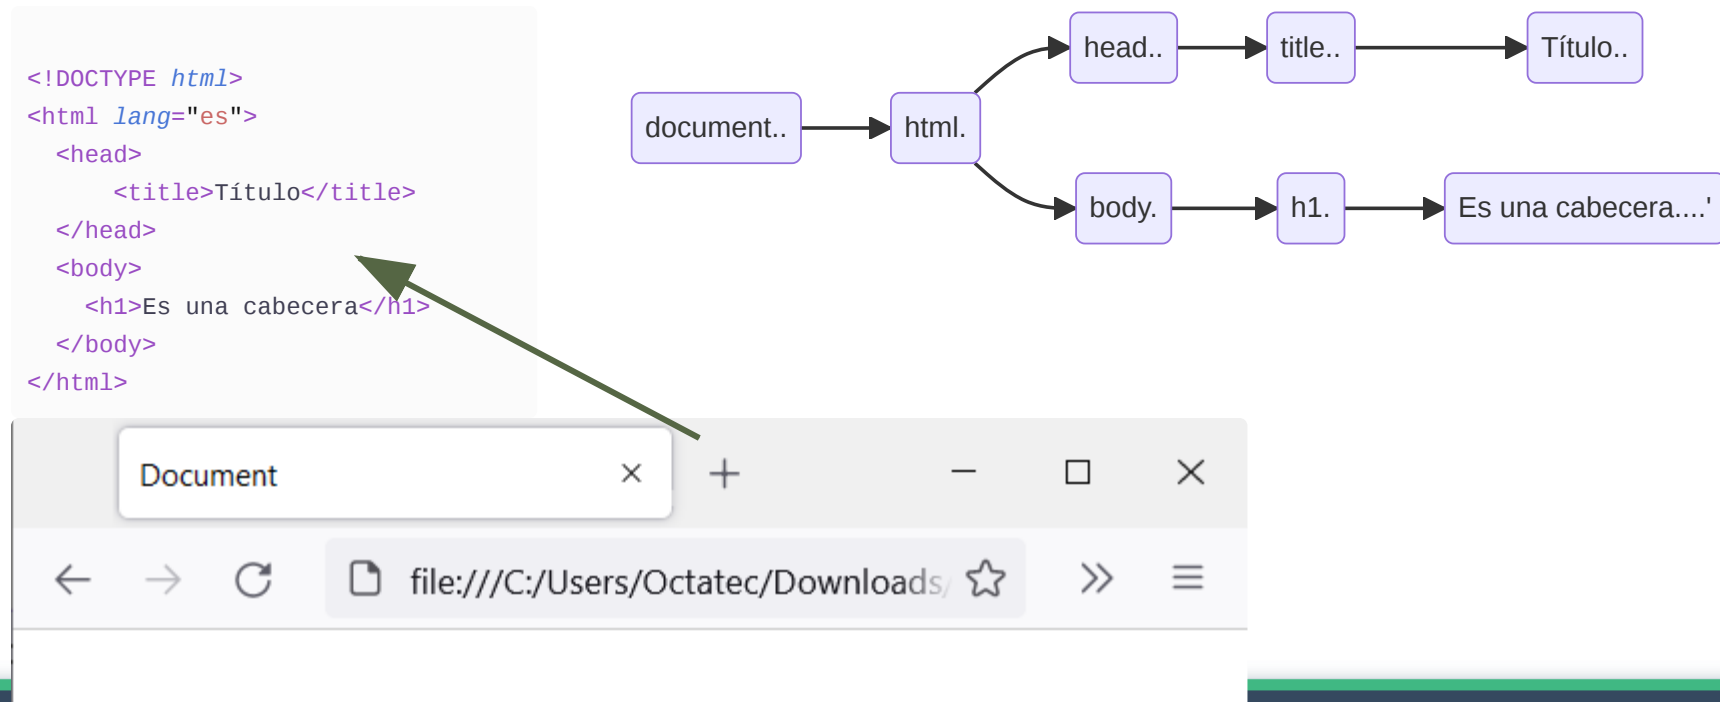 <!DOCTYPE html>
<html lang="es">
<head>
<title>Título</title>
</head>
<body>
<h1>Es una cabecera</h1>
</body>
</html>
document..
html.
head..
title..
Título..
body.
h1.
Es una cabecera....'
Document
file:///C:/Users/Octatec/Downloads/